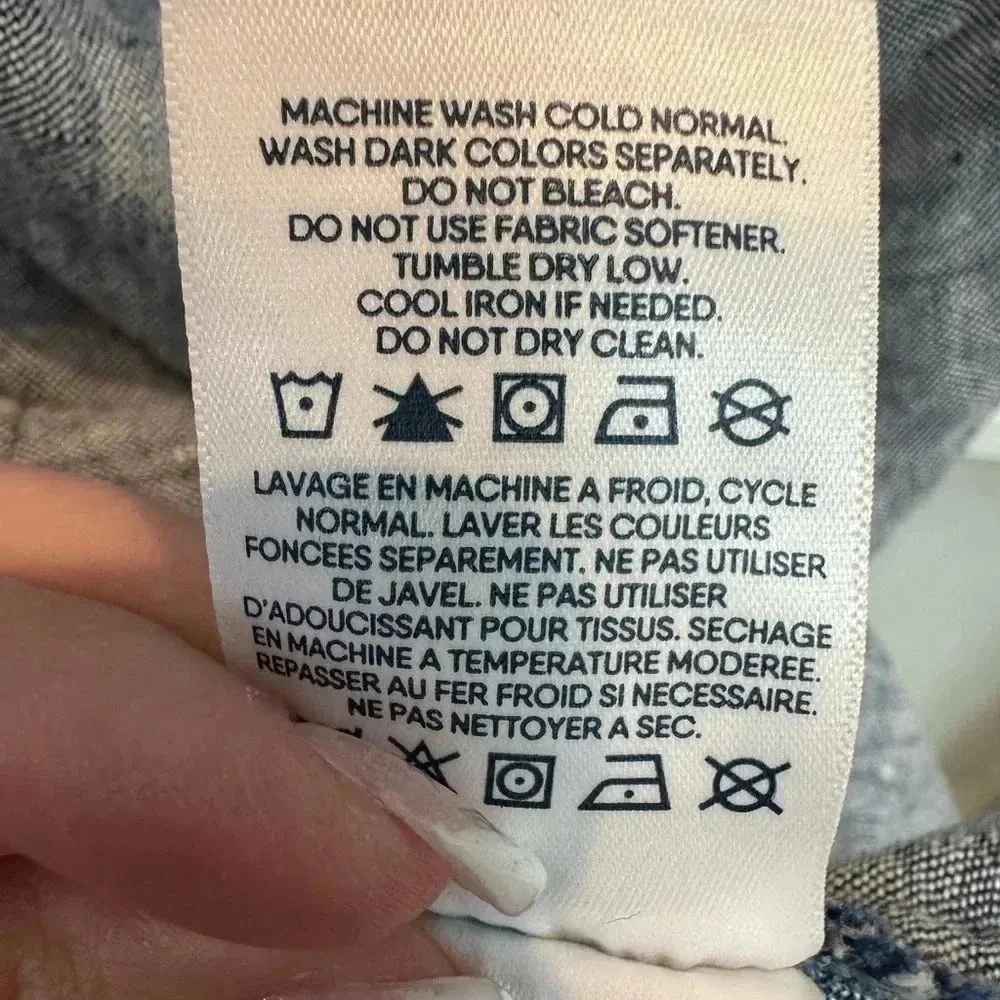 MACHINE WASH COLD NORMAL.
WASH DARK COLORS SEPARATELY.
DO NOT BLEACH.
DO NOT USE FABRIC SOFTENER.
TUMBLE DRY LOW.
COOL IRON IF NEEDED.
DO NOT DRY CLEAN.
LAVAGE EN MACHINE A FROID, CYCLE
NORMAL. LAVER LES COULEURS
FONCEES SEPAREMENT. NE PAS UTILISER
DE JAVEL. NE PAS UTILISER
D'ADOUCISSANT POUR TISSUS. SECHAGE
EN MACHINE A TEMPERATURE MODEREE.
REPASSER AU FER FROID SI NECESSAIRE.
NE PAS NETTOYER A SEC.